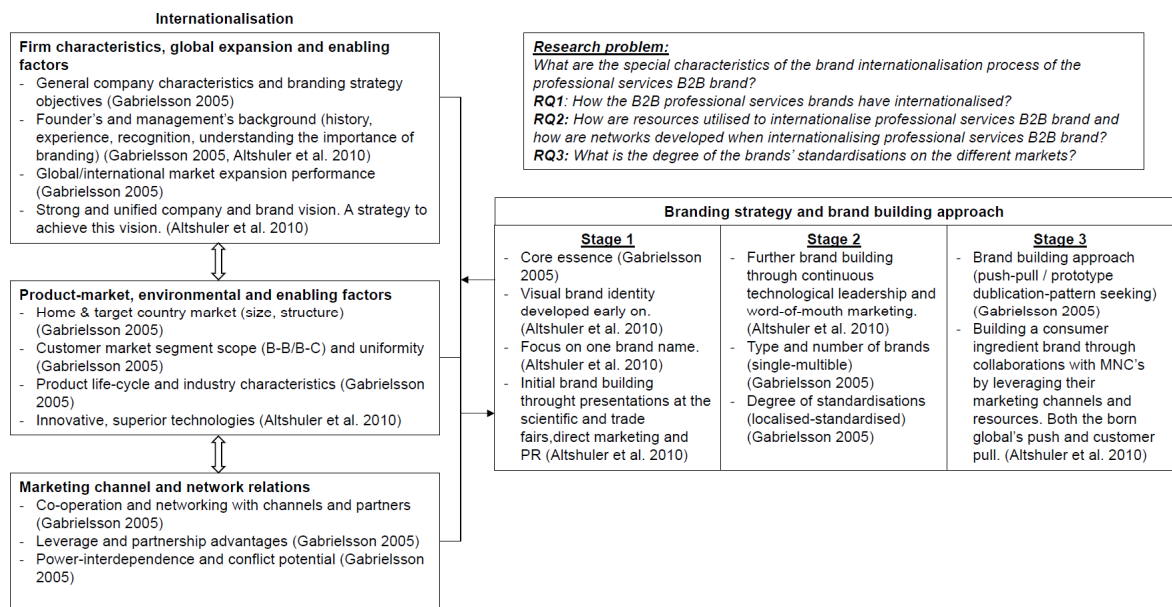 Internationalisation
Firm characteristics, global expansion and enabling
factors
- General company characteristics and branding strategy
objectives (Gabrielsson 2005)
- Founder's and management's background (history,
experience, recognition, understanding the importance of
branding) (Gabrielsson 2005, Altshuler et al. 2010)
- Global/international market expansion performance
(Gabrielsson 2005)
- Strong and unified company and brand vision. A strategy to
achieve this vision. (Altshuler et al. 2010)
Product-market, environmental and enabling factors
- Home & target country market (size, structure)
(Gabrielsson 2005)
- Customer market segment scope (B-B/B-C) and uniformity
(Gabrielsson 2005)
- Product life-cycle and industry characteristics (Gabrielsson
2005)
- Innovative, superior technologies (Altshuler et al. 2010)
Marketing channel and network relations
- Co-operation and networking with channels and partners
(Gabrielsson 2005)
- Leverage and partnership advantages (Gabrielsson 2005)
- Power-interdependence and conflict potential (Gabrielsson
2005)
Research problem:
What are the special characteristics of the brand internationalisation process of the
professional services B2B brand?
RQ1: How the B2B professional services brands have internationalised?
RQ2: How are resources utilised to internationalise professional services B2B brand and
how are networks developed when internationalising professional services B2B brand?
RQ3: What is the degree of the brands' standardisations on the different markets?
Branding strategy and brand building approach
Stage 1
- Core essence (Gabrielsson
2005)
- Visual brand identity
developed early on.
(Altshuler et al. 2010)
- Focus on one brand name.
(Altshuler et al. 2010)
- Initial brand building
throught presentations at the
scientific and trade
fairs,direct marketing and
PR (Altshuler et al. 2010)
Stage 2
- Further brand building
through continuous
technological leadership and
word-of-mouth marketing.
(Altshuler et al. 2010)
- Type and number of brands
(single-multible)
(Gabrielsson 2005)
- Degree of standardisations
(localised-standardised)
(Gabrielsson 2005)
Stage 3
- Brand building approach
(push-pull / prototype
dublication-pattern seeking)
(Gabrielsson 2005)
- Building a consumer
ingredient brand through
collaborations with MNC's
by leveraging their
marketing channels and
resources. Both the born
global's push and customer
pull. (Altshuler et al. 2010)